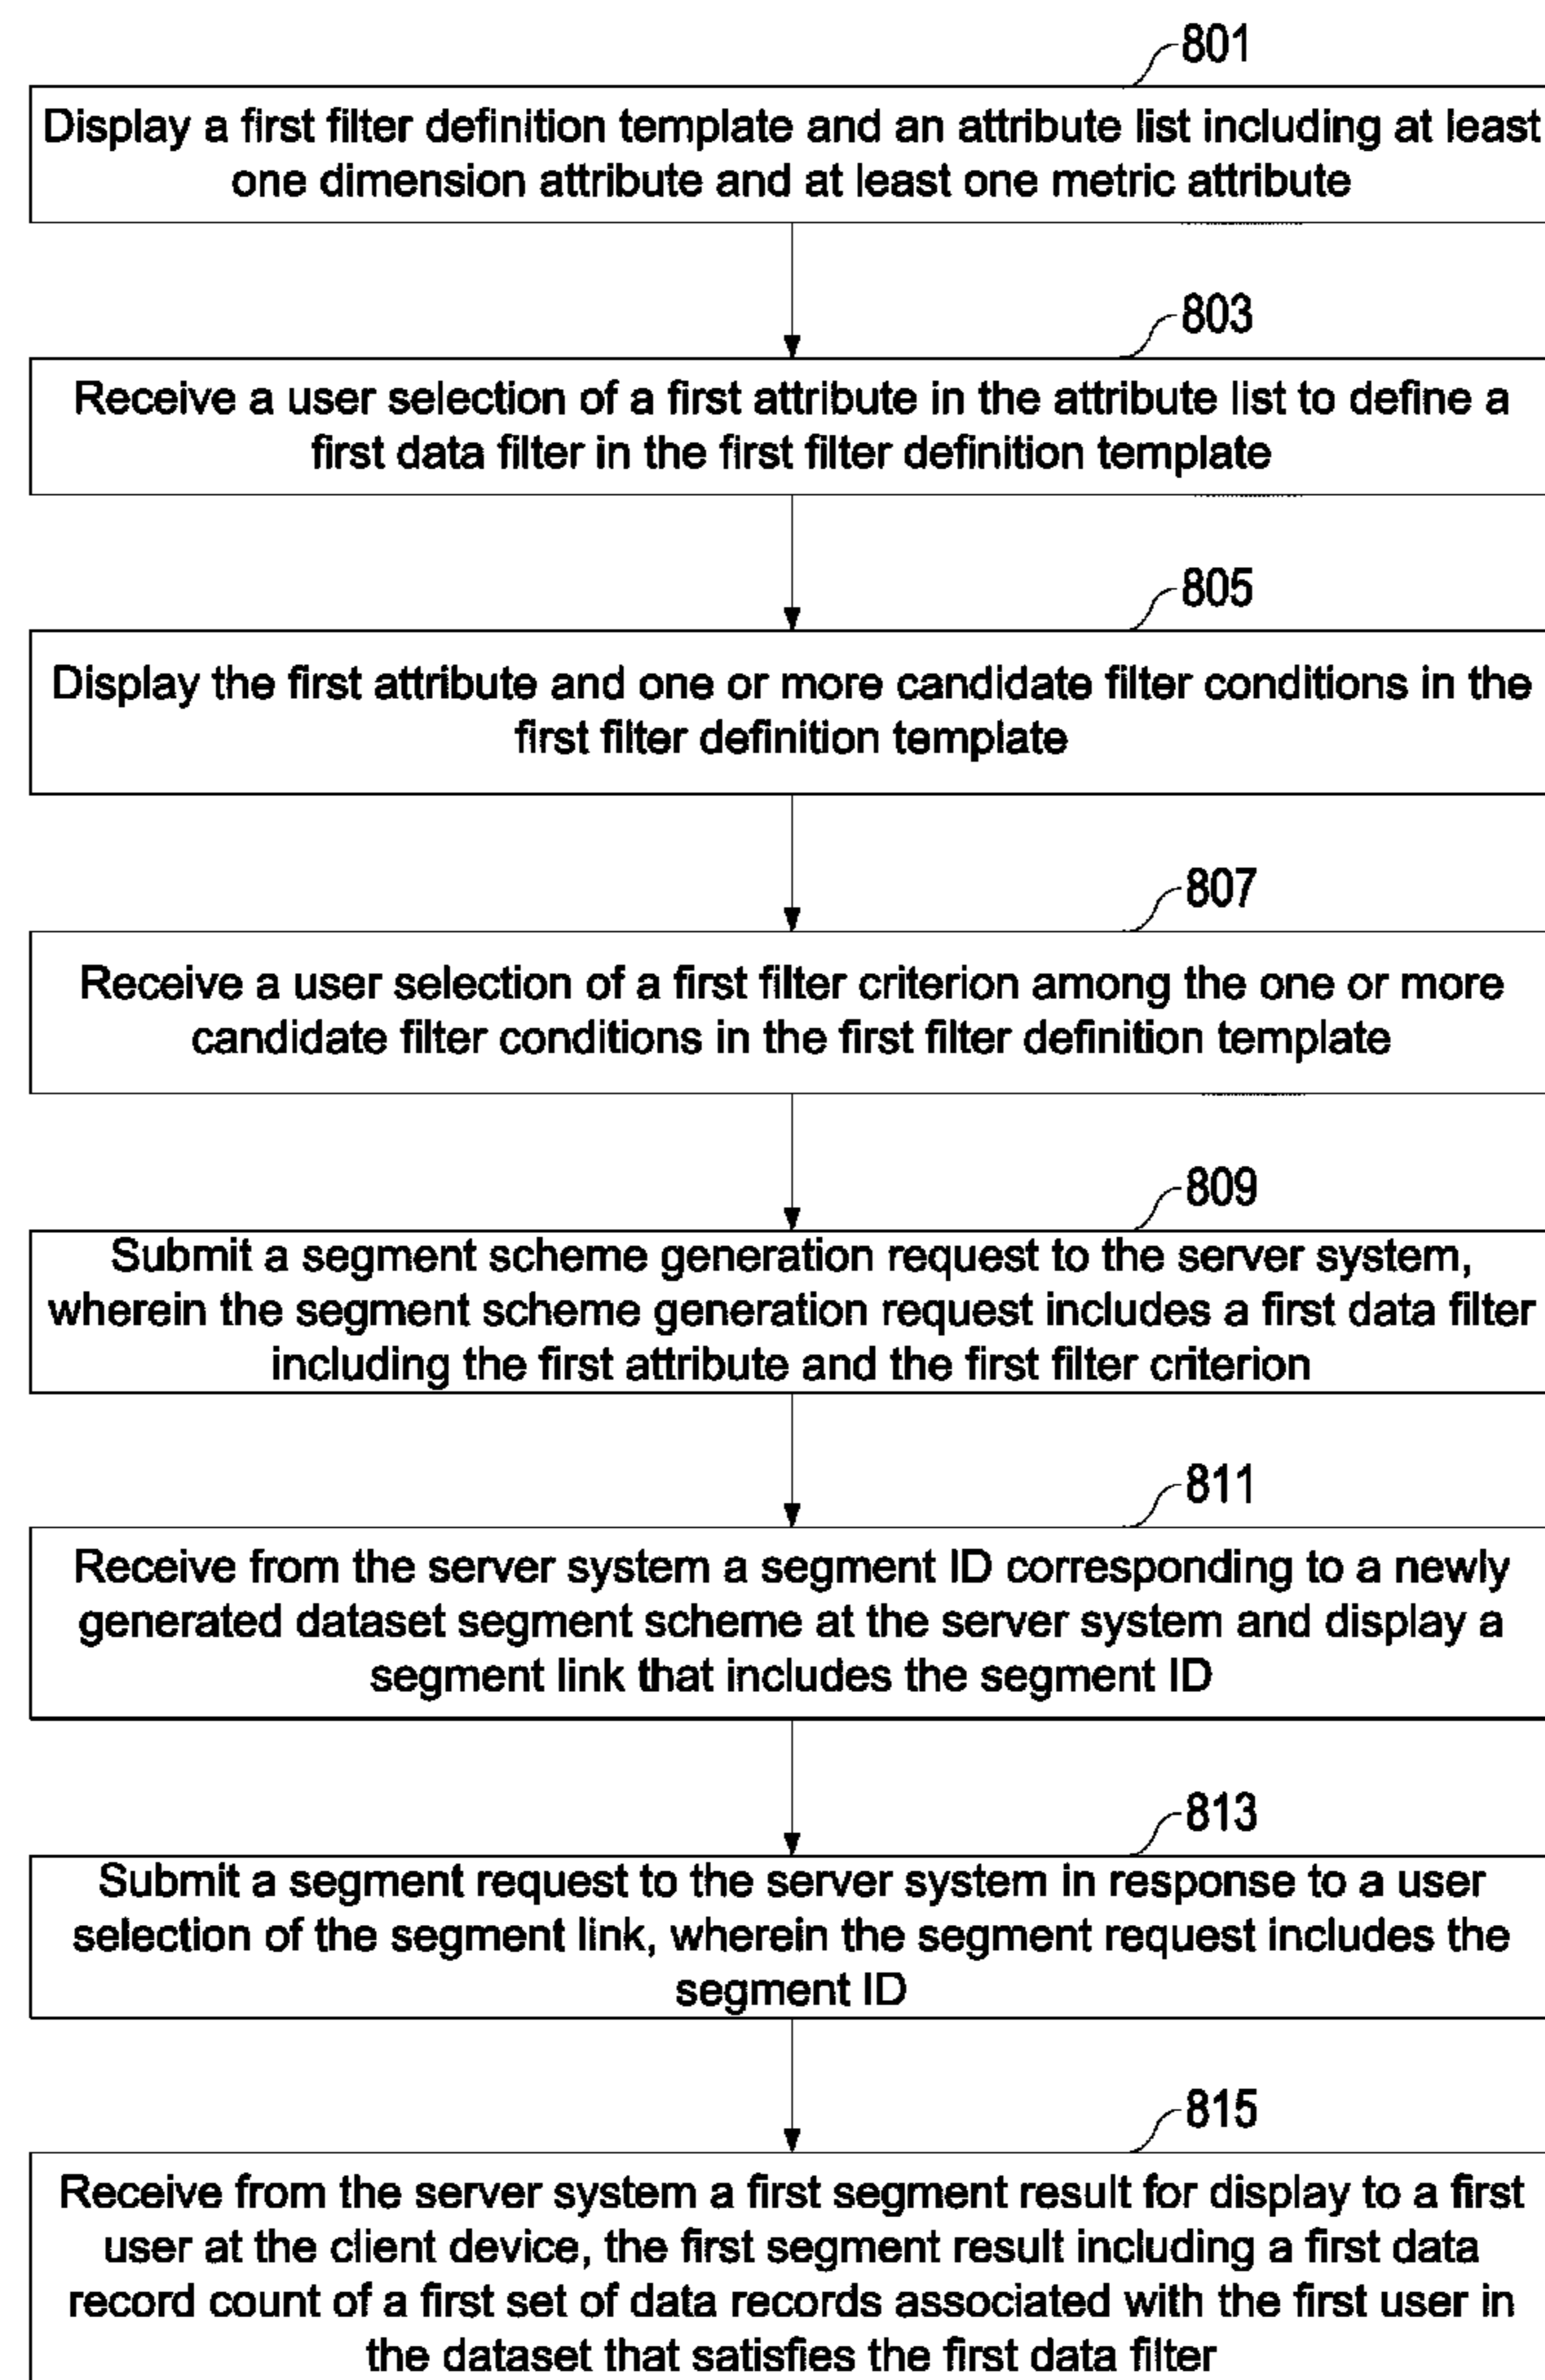 801
Display a first filter definition template and an attribute list including at least
one dimension attribute and at least one metric attribute
803
Receive a user selection of a first attribute in the attribute list to define a
first data filter in the first filter definition template
805
Display the first attribute and one or more candidate filter conditions in the
first filter definition template
807
Receive a user selection of a first filter criterion among the one or more
candidate filter conditions in the first filter definition template
809
Submit a segment scheme generation request to the server system,
wherein the segment scheme generation request includes a first data filter
including the first attribute and the first filter criterion
811
Receive from the server system a segment ID corresponding to a newly
generated dataset segment scheme at the server system and display a
segment link that includes the segment ID
813
Submit a segment request to the server system in response to a user
selection of the segment link, wherein the segment request includes the
segment ID
815
Receive from the server system a first segment result for display to a first
user at the client device, the first segment result including a first data
record count of a first set of data records associated with the first user in
the dataset that satisfies the first data filter